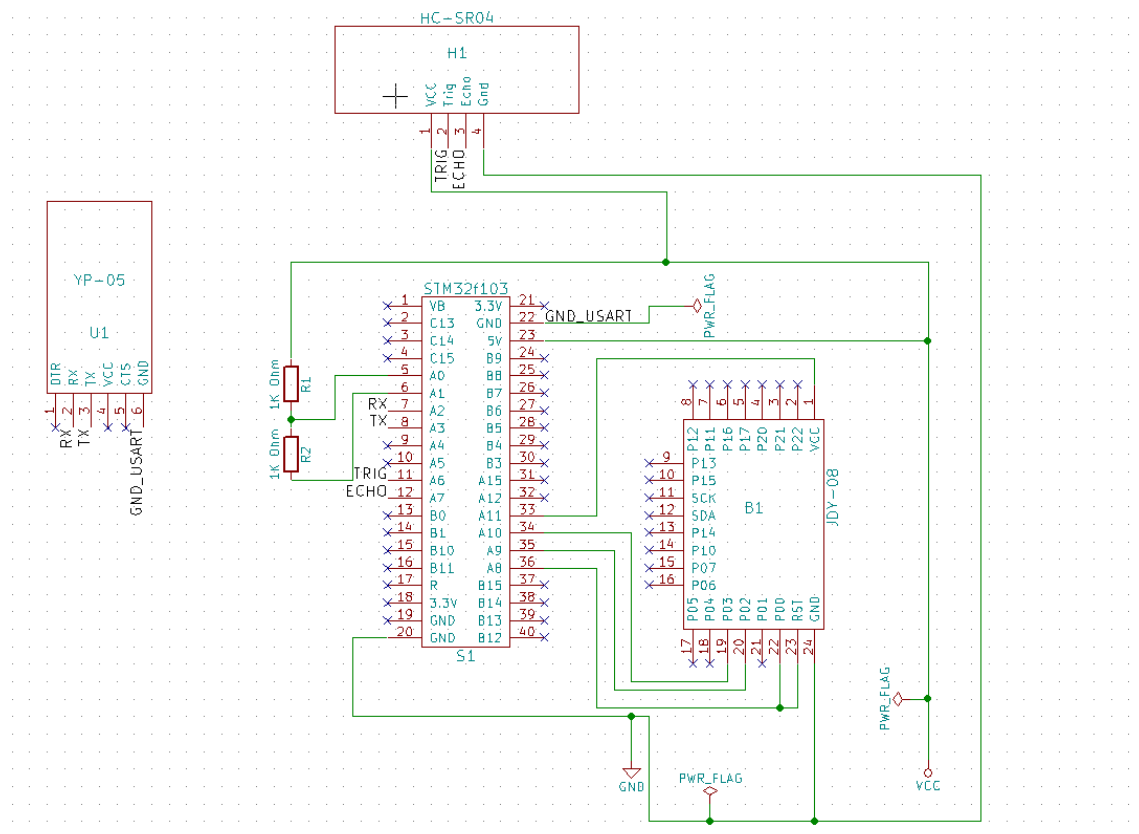 HC-SR04
H1
VCC
Trig
Echo
Gnd
1
2
3
4
TRIG
ECHO
YP-05
U1
DTR
RX
TX
VCC
CTS
GND
1
2
3
4
5
6
RX
TX
GND_USART
1K Ohm
R1
1K Ohm
R2
STM32f103
1 VB 3.3V 21
2 C13 GND 22
3 C14 5V 23
4 C15 B9 24
5 A0 B8 25
6 A1 B7 26
RX 7 A2 B6 27
TX 8 A3 B5 28
9 A4 B4 29
10 A5 B3 30
TRIG 11 A6 A15 31
ECHO 12 A7 A12 32
13 B0 A11 33
14 B1 A10 34
15 B10 A9 35
16 B11 A8 36
17 R B15 37
18 3.3V B14 38
19 GND B13 39
20 GND B12 40
S1
GND_USART
PWR_FLAG
8
7
6
5
4
3
2
1
P12
P11
P16
P17
P20
P21
P22
VCC
9 P13
10 P15
11 SCK
12 SDA
13 P14
14 P10
15 P07
16 P06
B1
JDY-08
P05
P04
P03
P02
P01
P00
RST
GND
17
18
19
20
21
22
23
24
PWR_FLAG
VCC
GND
PWR_FLAG